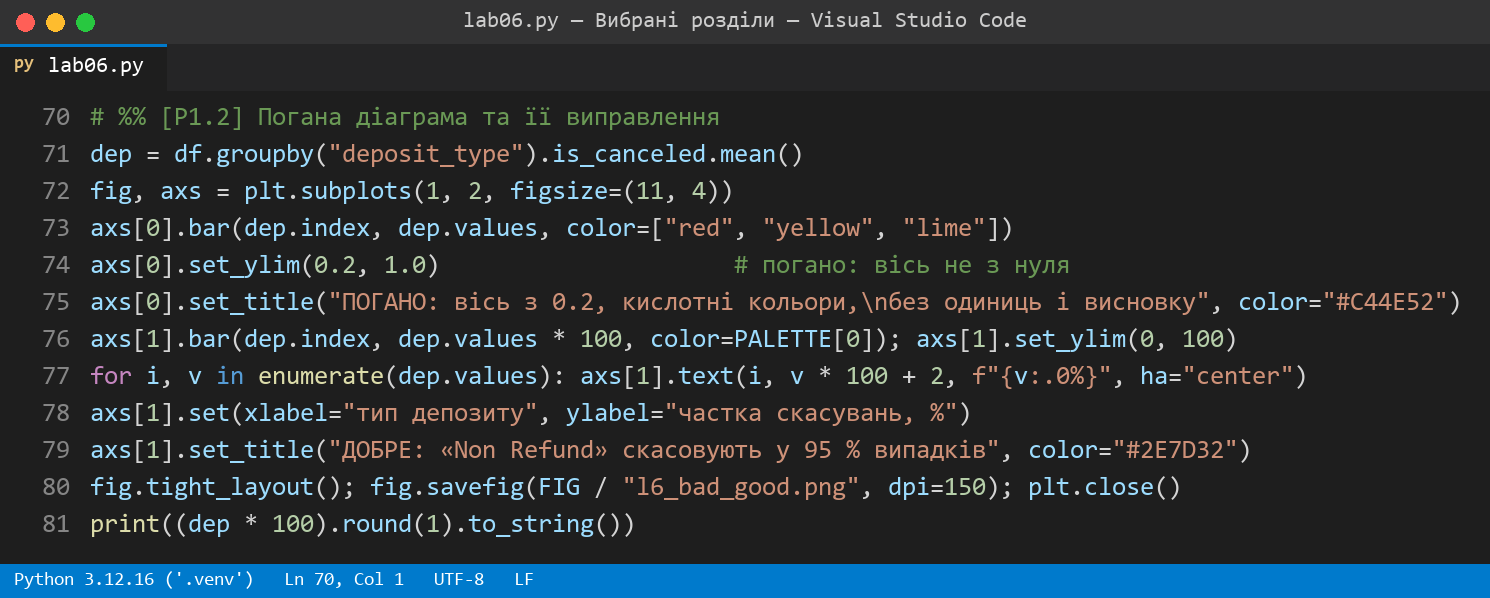 lab06.py — Вибрані розділи — Visual Studio Code
PY lab06.py
70 # %% [P1.2] Погана діаграма та її виправлення
71 dep = df.groupby("deposit_type").is_canceled.mean()
72 fig, axs = plt.subplots(1, 2, figsize=(11, 4))
73 axs[0].bar(dep.index, dep.values, color=["red", "yellow", "lime"])
74 axs[0].set_ylim(0.2, 1.0)                     # погано: вісь не з нуля
75 axs[0].set_title("ПОГАНО: вісь з 0.2, кислотні кольори,\nбез одиниць і висновку", color="#C44E52")
76 axs[1].bar(dep.index, dep.values * 100, color=PALETTE[0]); axs[1].set_ylim(0, 100)
77 for i, v in enumerate(dep.values): axs[1].text(i, v * 100 + 2, f"{v:.0%}", ha="center")
78 axs[1].set(xlabel="тип депозиту", ylabel="частка скасувань, %")
79 axs[1].set_title("ДОБРЕ: «Non Refund» скасовують у 95 % випадків", color="#2E7D32")
80 fig.tight_layout(); fig.savefig(FIG / "l6_bad_good.png", dpi=150); plt.close()
81 print((dep * 100).round(1).to_string())
Python 3.12.16 ('.venv') Ln 70, Col 1 UTF-8 LF